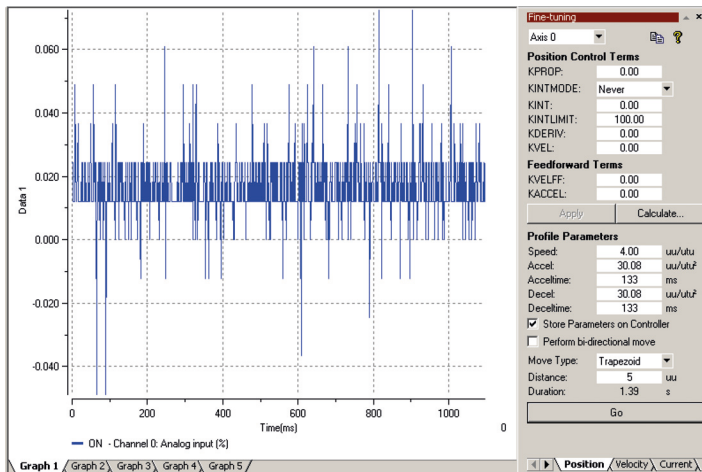 Fine-tuning
Axis 0
Position Control Terms
KPROP: 0.00
KINTMODE: Never
KINT: 0.00
KINTLIMIT: 100.00
KDERIV: 0.00
KVEL: 0.00
Feedforward Terms
KVELFF: 0.00
KACCEL: 0.00
Apply Calculate...
Profile Parameters
Speed: 4.00 uu/utu
Accel: 30.08 uu/utu²
Acceltime: 133 ms
Decel: 30.08 uu/utu²
Deceltime: 133 ms
Store Parameters on Controller
Perform bi-directional move
Move Type: Trapezoid
Distance: 5 uu
Duration: 1.39 s
Go
Position Velocity Current
0.060
0.040
0.020
0.000
-0.020
-0.040
Data 1
0 200 400 600 800 1000 0
Time(ms)
ON - Channel 0: Analog input (%)
Graph 1 Graph 2 Graph 3 Graph 4 Graph 5